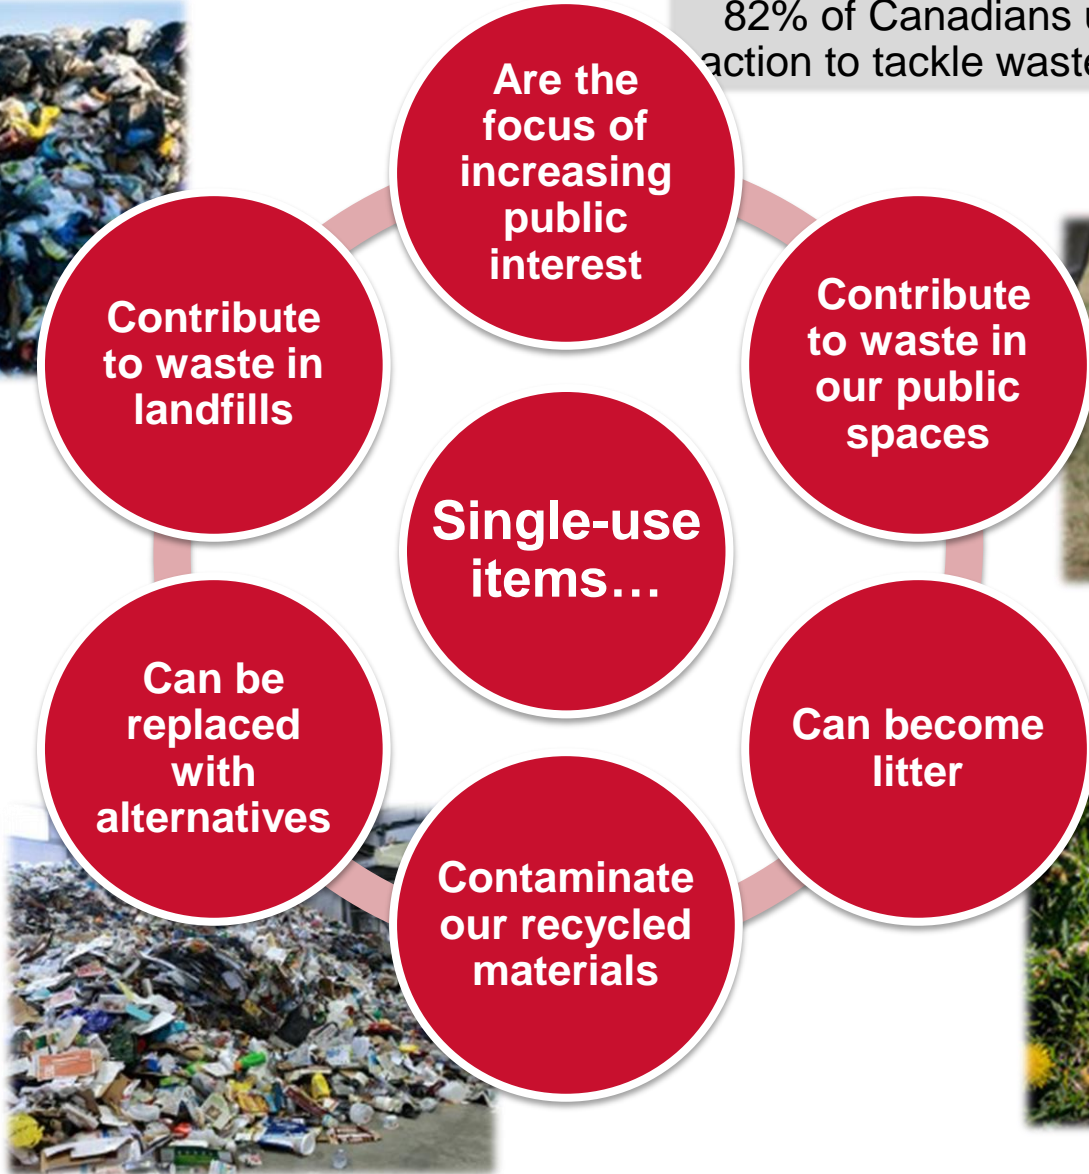 82% of Canadians
action to tackle waste
Are the
focus of
increasing
public
interest
Contribute
to waste in
our public
spaces
Can become
litter
Contaminate
our recycled
materials
Can be
replaced
with
alternatives
Contribute
to waste in
landfills
Single-use
items…